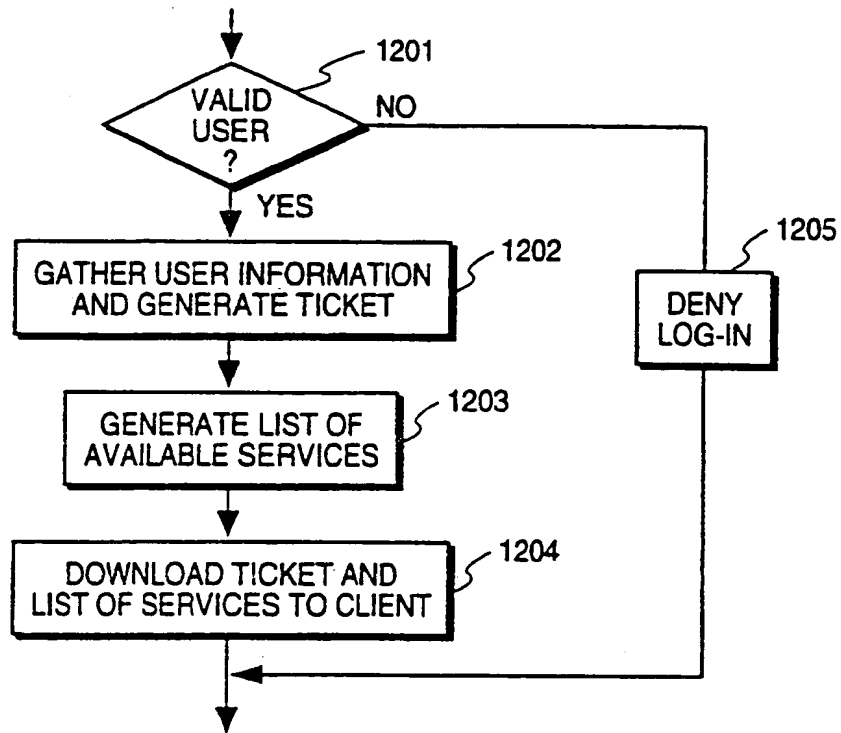 1201
VALID
USER
?
NO
YES
1202
GATHER USER INFORMATION
AND GENERATE TICKET
1205
DENY
LOG-IN
1203
GENERATE LIST OF
AVAILABLE SERVICES
1204
DOWNLOAD TICKET AND
LIST OF SERVICES TO CLIENT